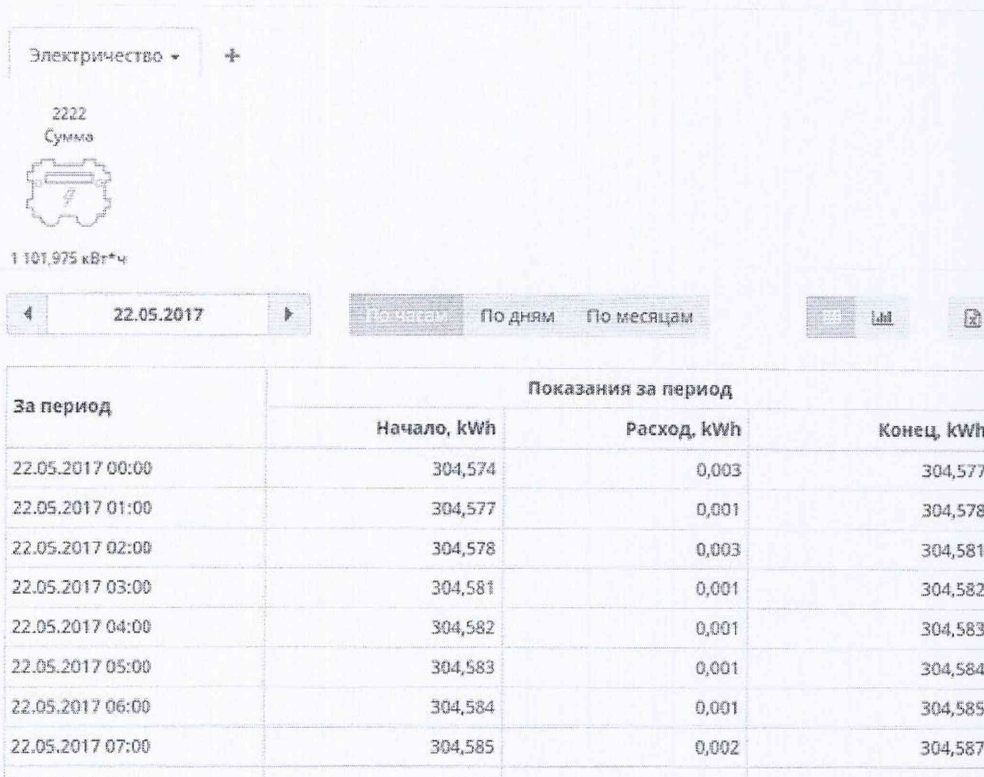 Электричество
2222
Сумма
1 101,975 кВт*ч
22.05.2017 По часам По дням По месяцам
За период Показания за период
Начало, kWh Расход, kWh Конец, kWh
22.05.2017 00:00 304,574 0,003 304,577
22.05.2017 01:00 304,577 0,001 304,578
22.05.2017 02:00 304,578 0,003 304,581
22.05.2017 03:00 304,581 0,001 304,582
22.05.2017 04:00 304,582 0,001 304,583
22.05.2017 05:00 304,583 0,001 304,584
22.05.2017 06:00 304,584 0,001 304,585
22.05.2017 07:00 304,585 0,002 304,587